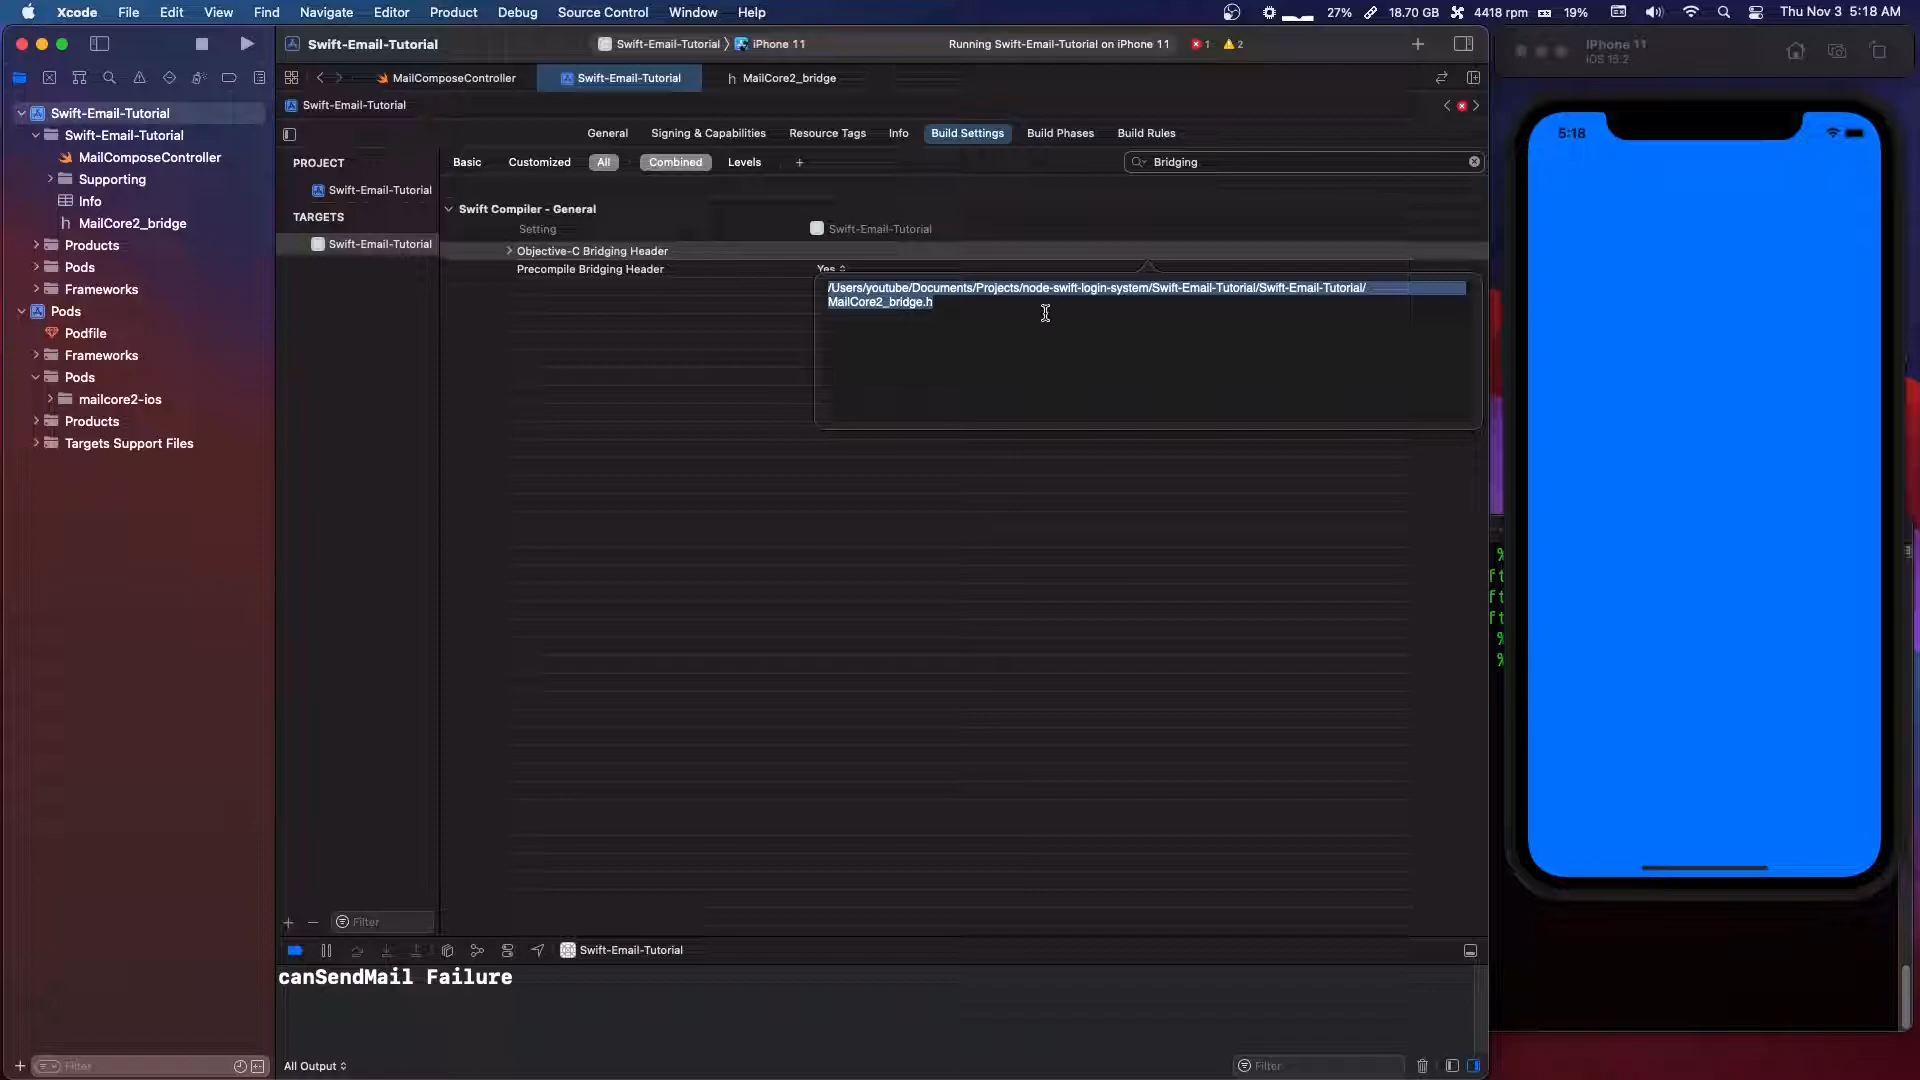 Xcode File Edit View Find Navigate Editor Product Debug Source Control Window Help 27% 18.70 GB 4418 rpm 19% Thu Nov 3 5:18 AM
Swift-Email-Tutorial Swift-Email-Tutorial iPhone 11 Running Swift-Email-Tutorial on iPhone 11 1 2
iPhone 11
iOS 15.2
MailComposeController Swift-Email-Tutorial MailCore2_bridge
Swift-Email-Tutorial
General Signing & Capabilities Resource Tags Info Build Settings Build Phases Build Rules
Basic Customized All Combined Levels + Bridging
Swift-Email-Tutorial
Swift-Email-Tutorial
MailComposeController
Supporting
Info
MailCore2_bridge
Products
Pods
Frameworks
Pods
Podfile
Frameworks
Pods
mailcore2-ios
Products
Targets Support Files
PROJECT
Swift-Email-Tutorial
TARGETS
Swift-Email-Tutorial
Swift Compiler - General
Setting Swift-Email-Tutorial
Objective-C Bridging Header
Precompile Bridging Header Yes
/Users/youtube/Documents/Projects/node-swift-login-system/Swift-Email-Tutorial/Swift-Email-Tutorial/
MailCore2_bridge.h
5:18
%
ft
ft
ft
%
%
Filter
Swift-Email-Tutorial
canSendMail Failure
Filter
All Output
Filter